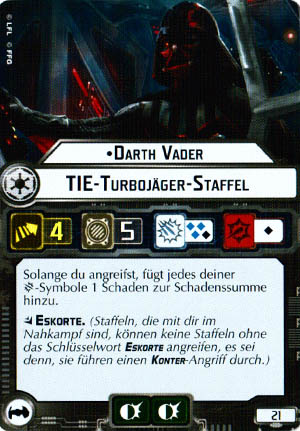 © LFL © FFG
•DARTH VADER
TIE-TURBOJÄGER-STAFFEL
4
5
Solange du angreifst, fügt jedes deiner
-Symbole 1 Schaden zur Schadenssumme
hinzu.
ESKORTE. (Staffeln, die mit dir im
Nahkampf sind, können keine Staffeln ohne
das Schlüsselwort ESKORTE angreifen, es sei
denn, sie führen einen KONTER-Angriff durch.)
21